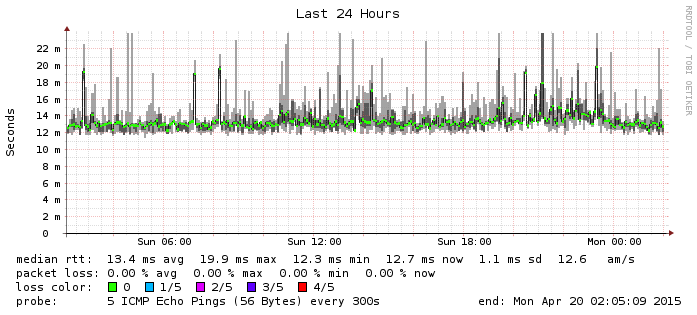 Last 24 Hours
RRDTOOL / TOBI OETIKER
Seconds
22 m
20 m
18 m
16 m
14 m
12 m
10 m
8 m
6 m
4 m
2 m
0
Sun 06:00 Sun 12:00 Sun 18:00 Mon 00:00
median rtt: 13.4 ms avg 19.9 ms max 12.3 ms min 12.7 ms now 1.1 ms sd 12.6 am/s
packet loss: 0.00 % avg 0.00 % max 0.00 % min 0.00 % now
loss color: 0 1/5 2/5 3/5 4/5
probe: 5 ICMP Echo Pings (56 Bytes) every 300s end: Mon Apr 20 02:05:09 2015